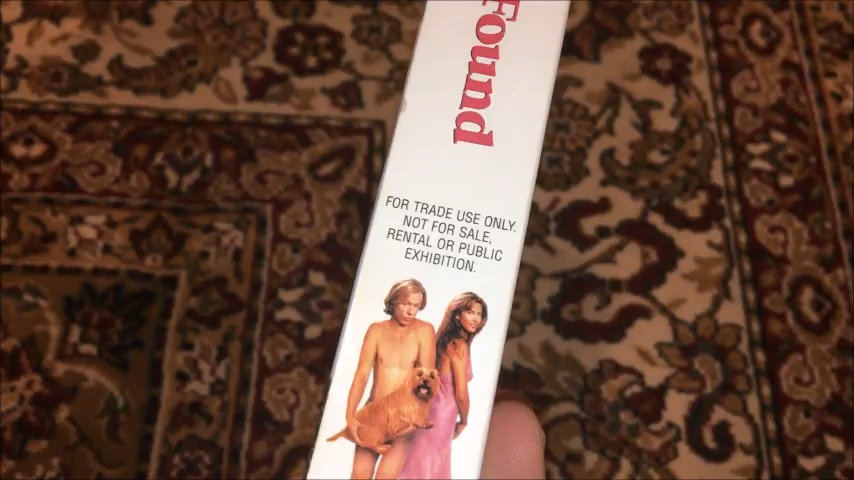 Found
FOR TRADE USE ONLY.
NOT FOR SALE,
RENTAL OR PUBLIC
EXHIBITION.